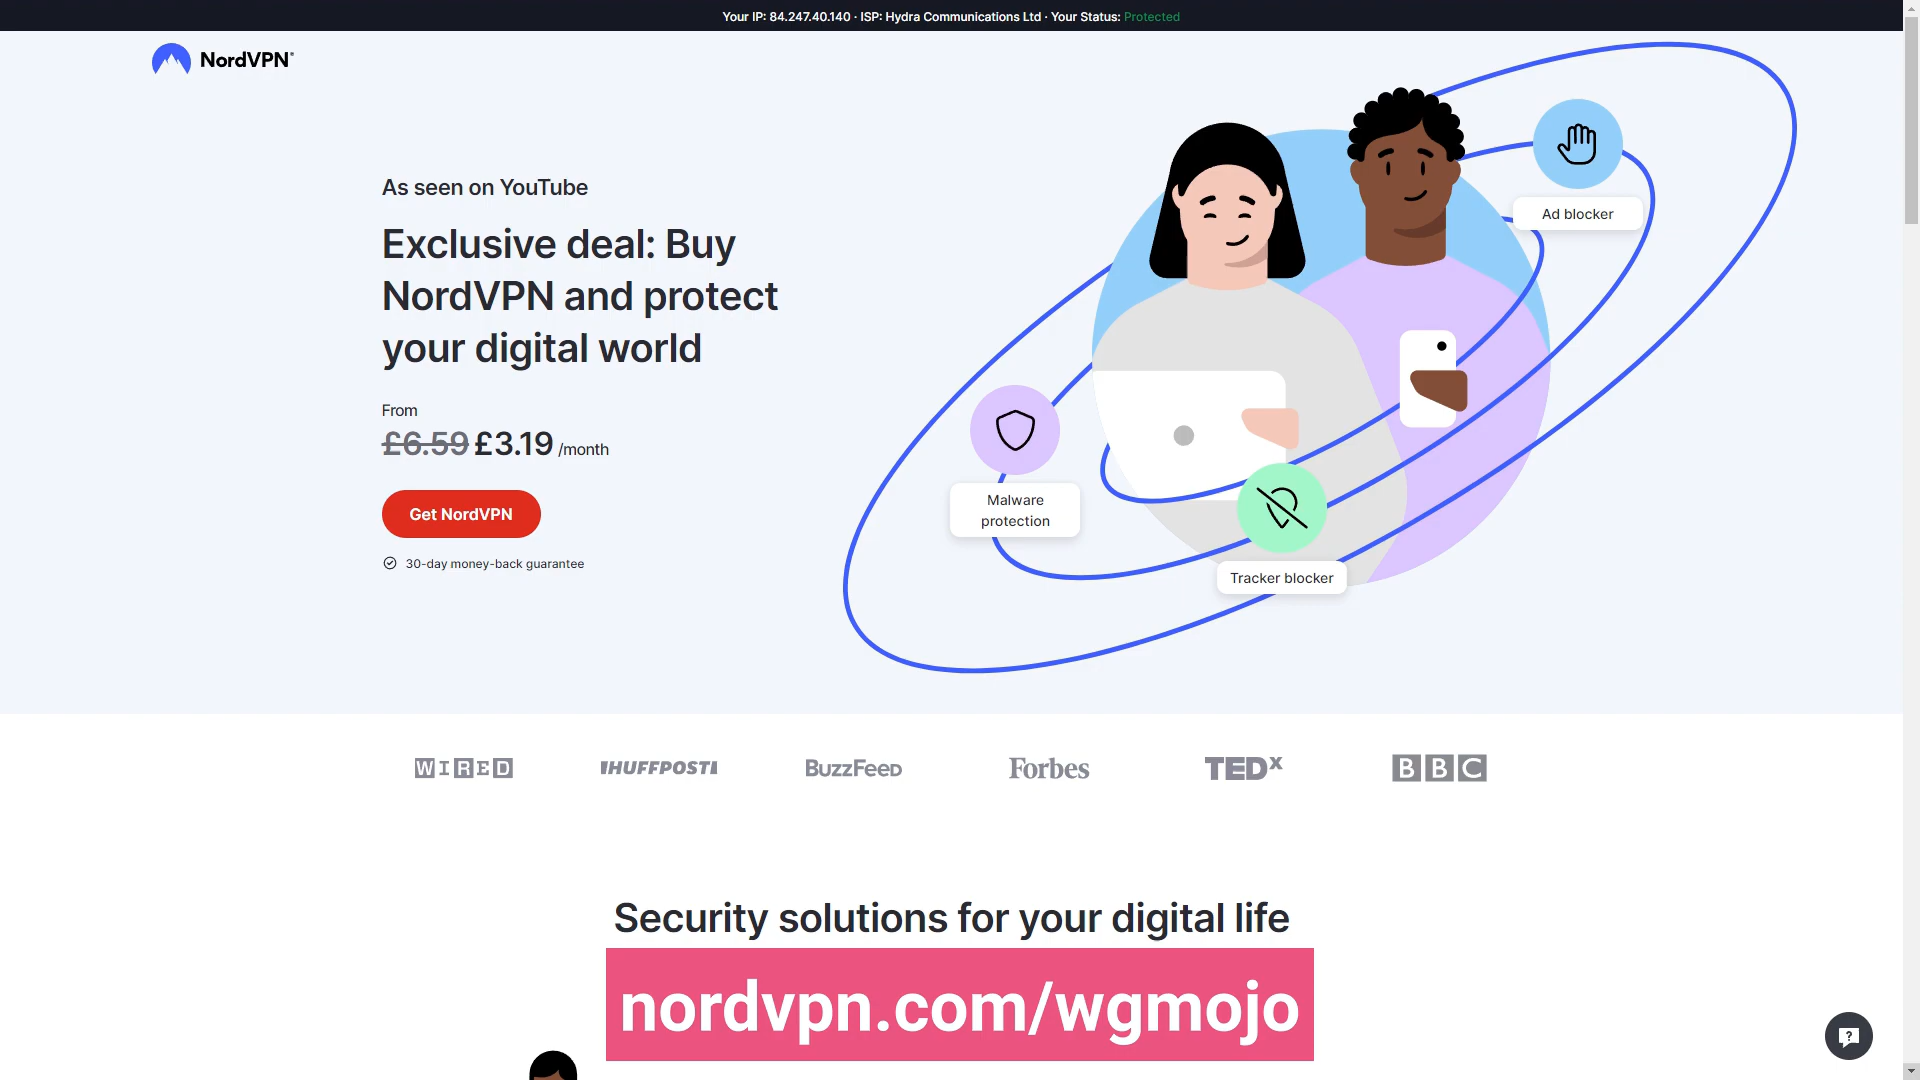 Your IP: 84.247.40.140 · ISP: Hydra Communications Ltd · Your Status: Protected
NordVPN®
As seen on YouTube
Exclusive deal: Buy
NordVPN and protect
your digital world
From
£6.59 £3.19 /month
Get NordVPN
30-day money-back guarantee
Ad blocker
Malware
protection
Tracker blocker
WIRED
HUFFPOST
BuzzFeed
Forbes
TEDx
BBC
Security solutions for your digital life
nordvpn.com/wgmojo
?